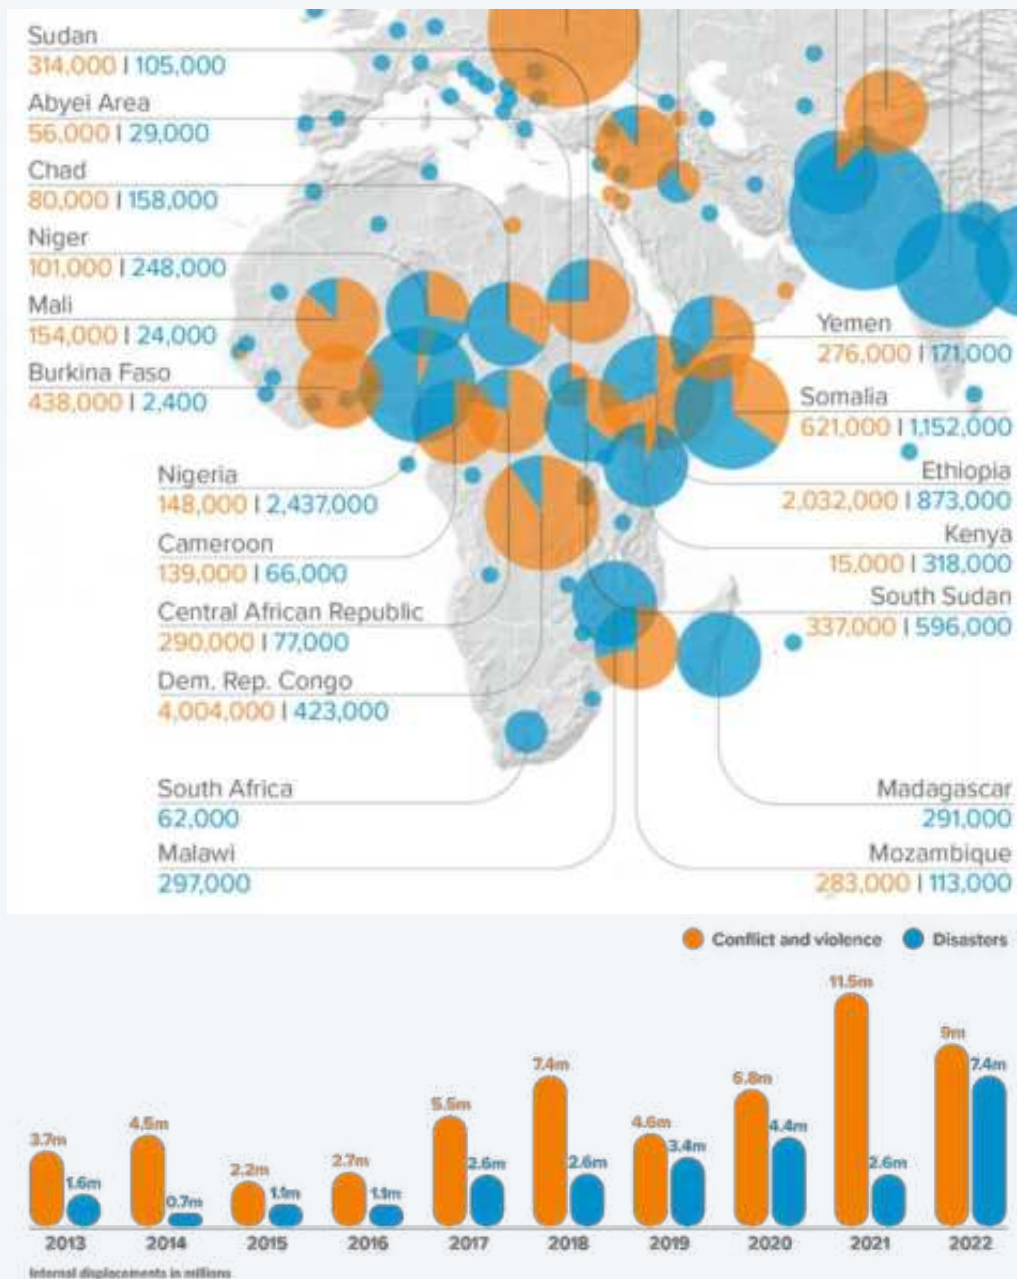 Sudan
314,000 | 105,000
Abyei Area
56,000 | 29,000
Chad
80,000 | 158,000
Niger
101,000 | 248,000
Mali
154,000 | 24,000
Burkina Faso
438,000 | 2,400
Nigeria
148,000 | 2,437,000
Cameroon
139,000 | 66,000
Central African Republic
290,000 | 77,000
Dem. Rep. Congo
4,004,000 | 423,000
South Africa
62,000
Malawi
297,000
Yemen
276,000 | 171,000
Somalia
621,000 | 1,152,000
Ethiopia
2,032,000 | 873,000
Kenya
15,000 | 318,000
South Sudan
337,000 | 596,000
Madagascar
291,000
Mozambique
283,000 | 113,000
Conflict and violence Disasters
3.7m 1.6m 4.5m 0.7m 2.2m 1.1m 2.7m 1.1m 5.5m 2.6m 7.4m 2.6m 4.6m 3.4m 6.8m 4.4m 11.5m 2.6m 9m 7.4m
2013 2014 2015 2016 2017 2018 2019 2020 2021 2022
Internal displacements in millions